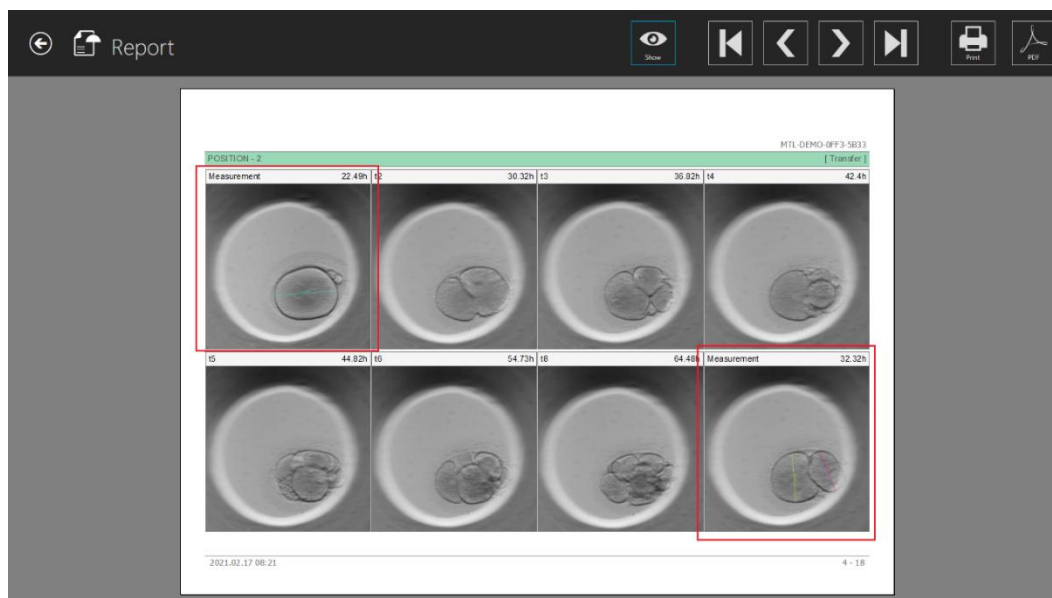 Report
Show
Print
PDF
MTL-DEMO-0FF3-5B33
POSITION - 2 [ Transfer ]
Measurement 22.49h t2 30.32h t3 36.82h t4 42.4h
t5 44.82h t6 54.73h t8 64.48h Measurement 32.32h
2021.02.17 08:21 4 - 18